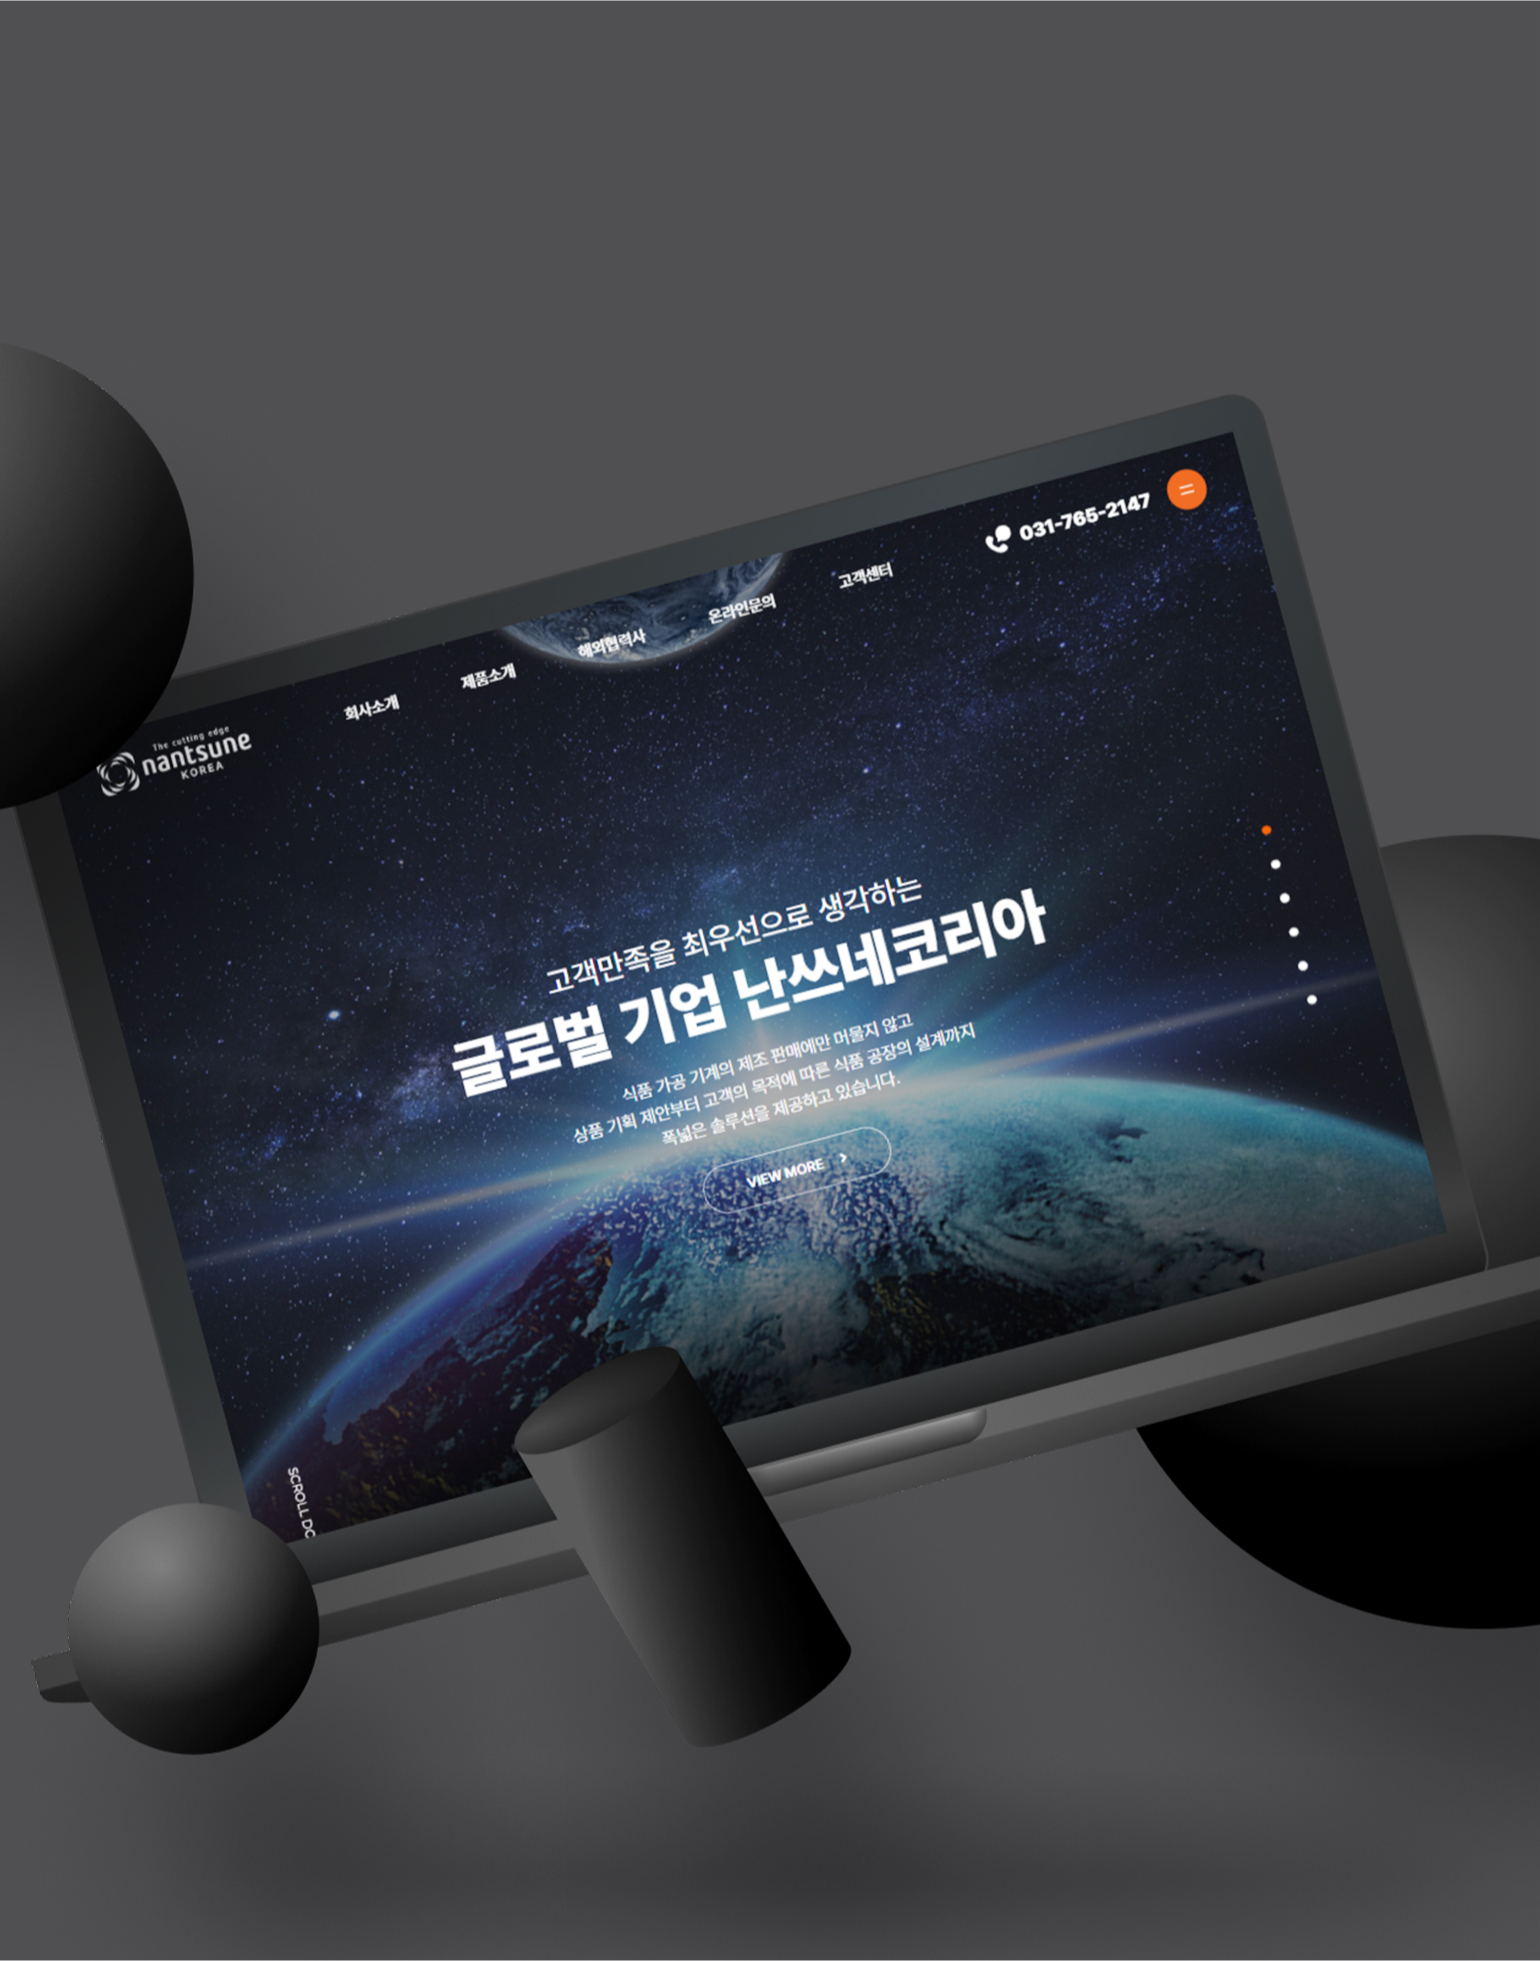 The cutting edge
nantsune
KOREA
회사소개
제품소개
해외협력사
온라인문의
고객센터
031-765-2147
고객만족을 최우선으로 생각하는
글로벌 기업 난쓰네코리아
식품 가공 기계의 제조 판매에만 머물지 않고
상품 기획 제안부터 고객의 목적에 따른 식품 공장의 설계까지
폭넓은 솔루션을 제공하고 있습니다.
VIEW MORE
SCROLL